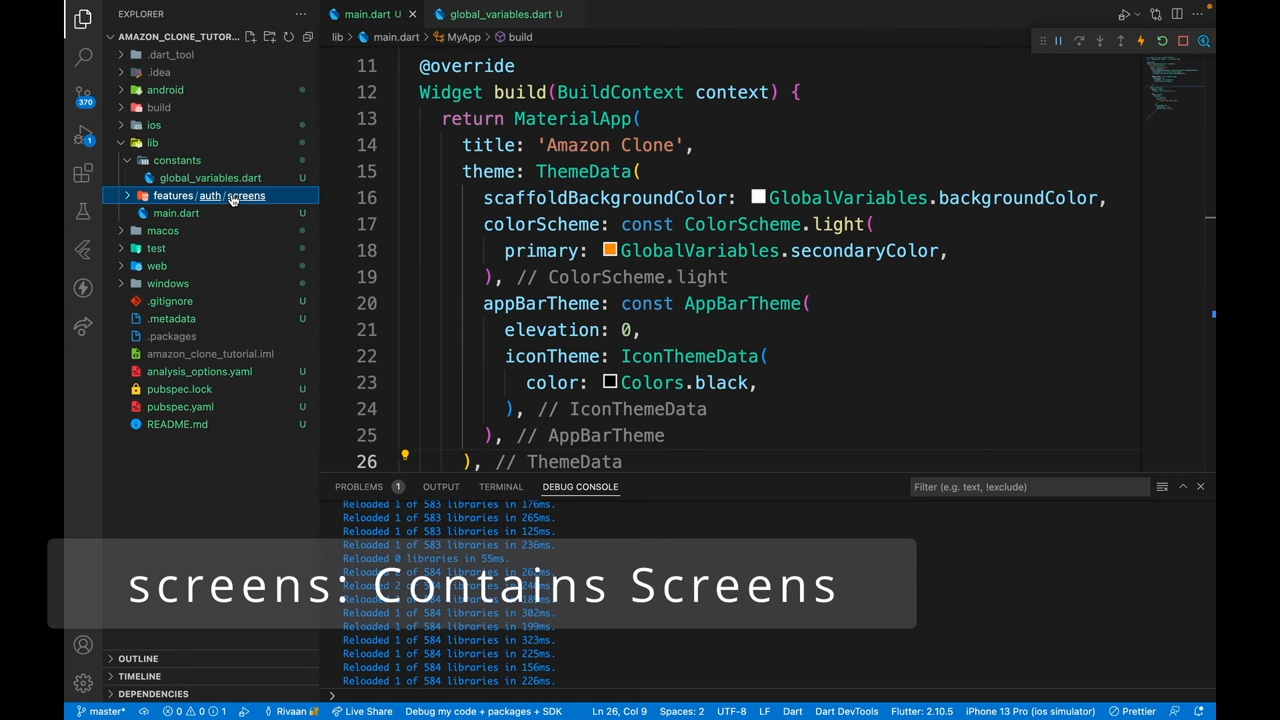 EXPLORER
AMAZON_CLONE_TUTOR...
.dart_tool
.idea
android
build
ios
lib
constants
global_variables.dart U
features / auth / screens
main.dart U
macos
test
web
windows
.gitignore U
.metadata U
.packages
amazon_clone_tutorial.iml
analysis_options.yaml U
pubspec.lock U
pubspec.yaml U
README.md U
OUTLINE
TIMELINE
DEPENDENCIES
370
1
main.dart U
global_variables.dart U
lib > main.dart > MyApp > build
11 @override
12 Widget build(BuildContext context) {
13 return MaterialApp(
14 title: 'Amazon Clone',
15 theme: ThemeData(
16 scaffoldBackgroundColor: GlobalVariables.backgroundColor,
17 colorScheme: const ColorScheme.light(
18 primary: GlobalVariables.secondaryColor,
19 ), // ColorScheme.light
20 appBarTheme: const AppBarTheme(
21 elevation: 0,
22 iconTheme: IconThemeData(
23 color: Colors.black,
24 ), // IconThemeData
25 ), // AppBarTheme
26 ), // ThemeData
PROBLEMS 1 OUTPUT TERMINAL DEBUG CONSOLE Filter (e.g. text, !exclude)
Reloaded 1 of 583 libraries in 176ms.
Reloaded 1 of 583 libraries in 265ms.
Reloaded 1 of 583 libraries in 125ms.
Reloaded 1 of 583 libraries in 236ms.
Reloaded 0 libraries in 55ms.
302ms.
Reloaded 1 of 584 libraries in 199ms.
Reloaded 1 of 584 libraries in 323ms.
Reloaded 1 of 584 libraries in 225ms.
Reloaded 1 of 584 libraries in 156ms.
Reloaded 1 of 584 libraries in 226ms.
screens: Contains Screens
master* 0 0 1 Rivaan Live Share Debug my code + packages + SDK Ln 26, Col 9 Spaces: 2 UTF-8 LF Dart Dart DevTools Flutter: 2.10.5 iPhone 13 Pro (ios simulator) Prettier